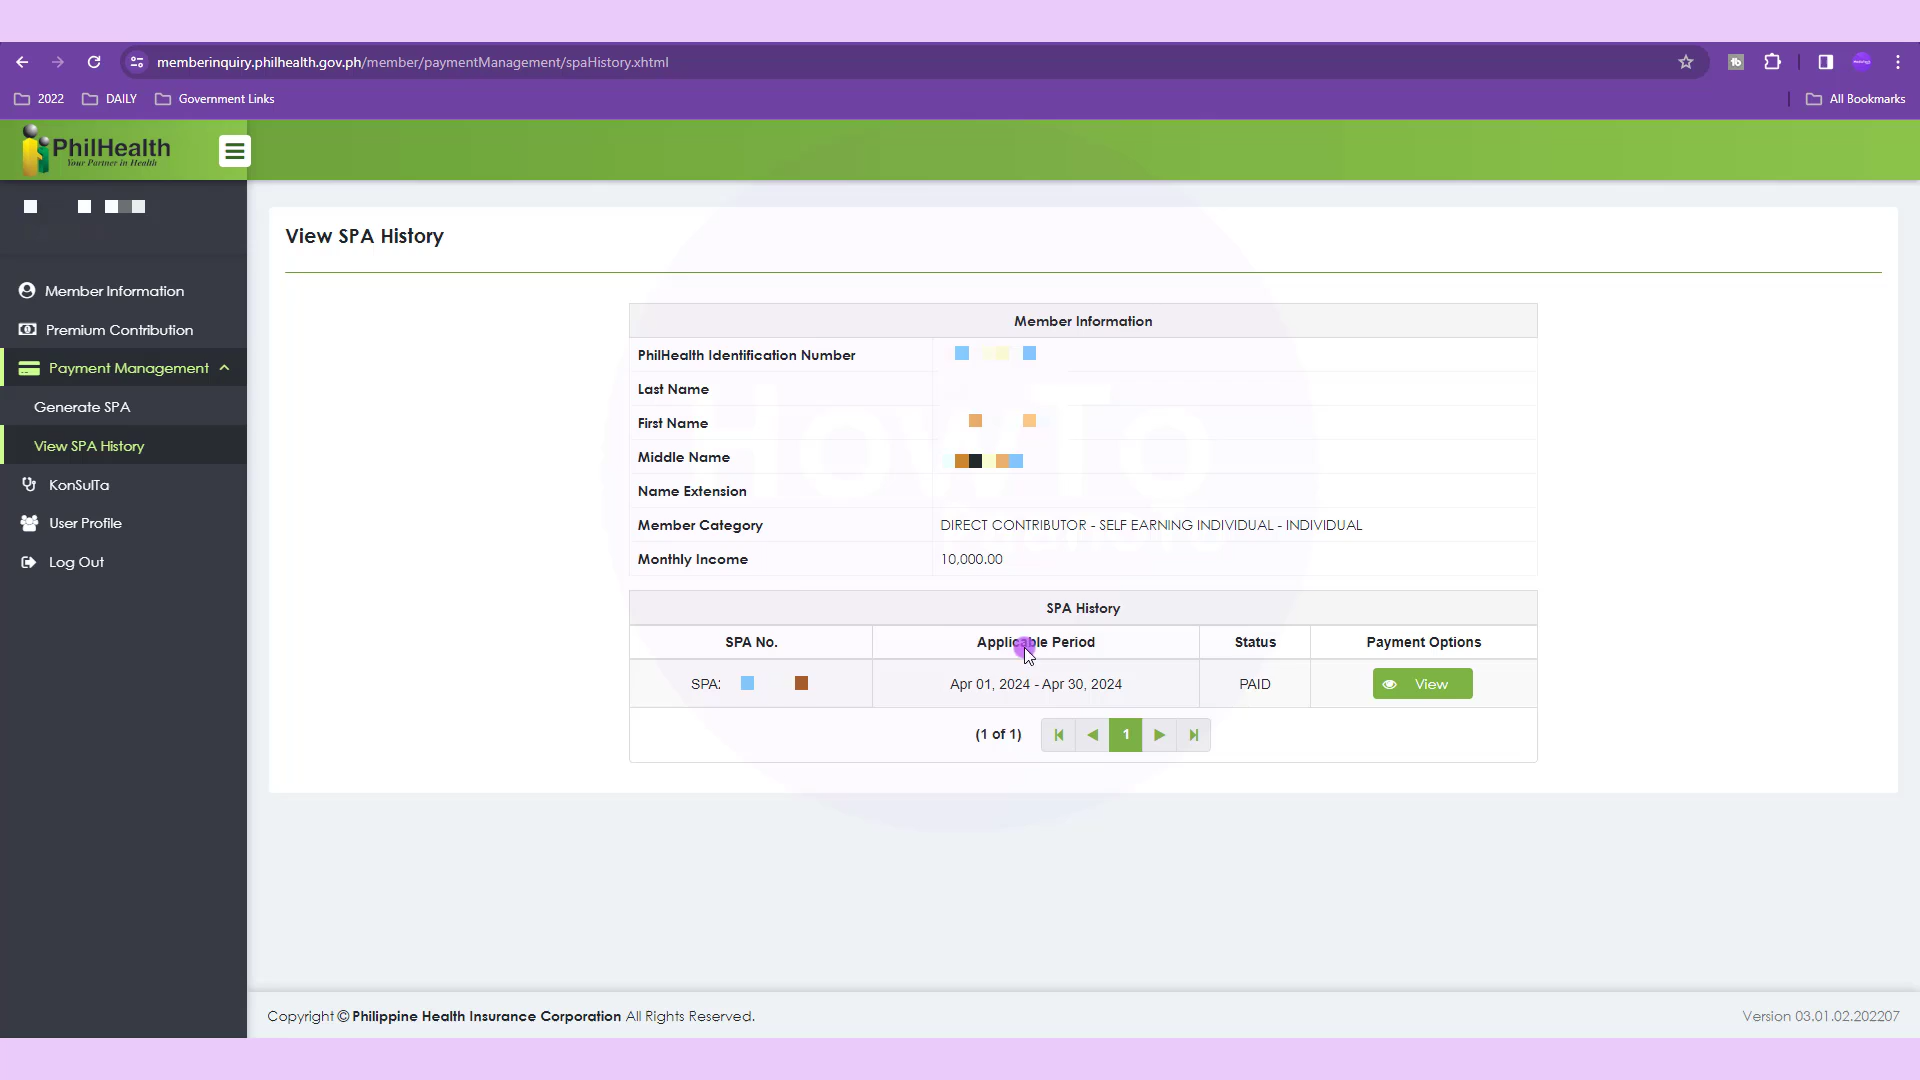 memberinquiry.philhealth.gov.ph/member/paymentManagement/spaHistory.xhtml
2022 DAILY Government Links All Bookmarks
PhilHealth
Your Partner in Health
View SPA History
Member Information
Premium Contribution
Payment Management
Generate SPA
View SPA History
KonSulTa
User Profile
Log Out
Member Information
PhilHealth Identification Number
Last Name
First Name
Middle Name
Name Extension
Member Category DIRECT CONTRIBUTOR - SELF EARNING INDIVIDUAL - INDIVIDUAL
Monthly Income 10,000.00
HowTo
SPA History
SPA No. Applicable Period Status Payment Options
SPA: Apr 01, 2024 - Apr 30, 2024 PAID View
(1 of 1) 1
Copyright © Philippine Health Insurance Corporation All Rights Reserved.
Version 03.01.02.202207